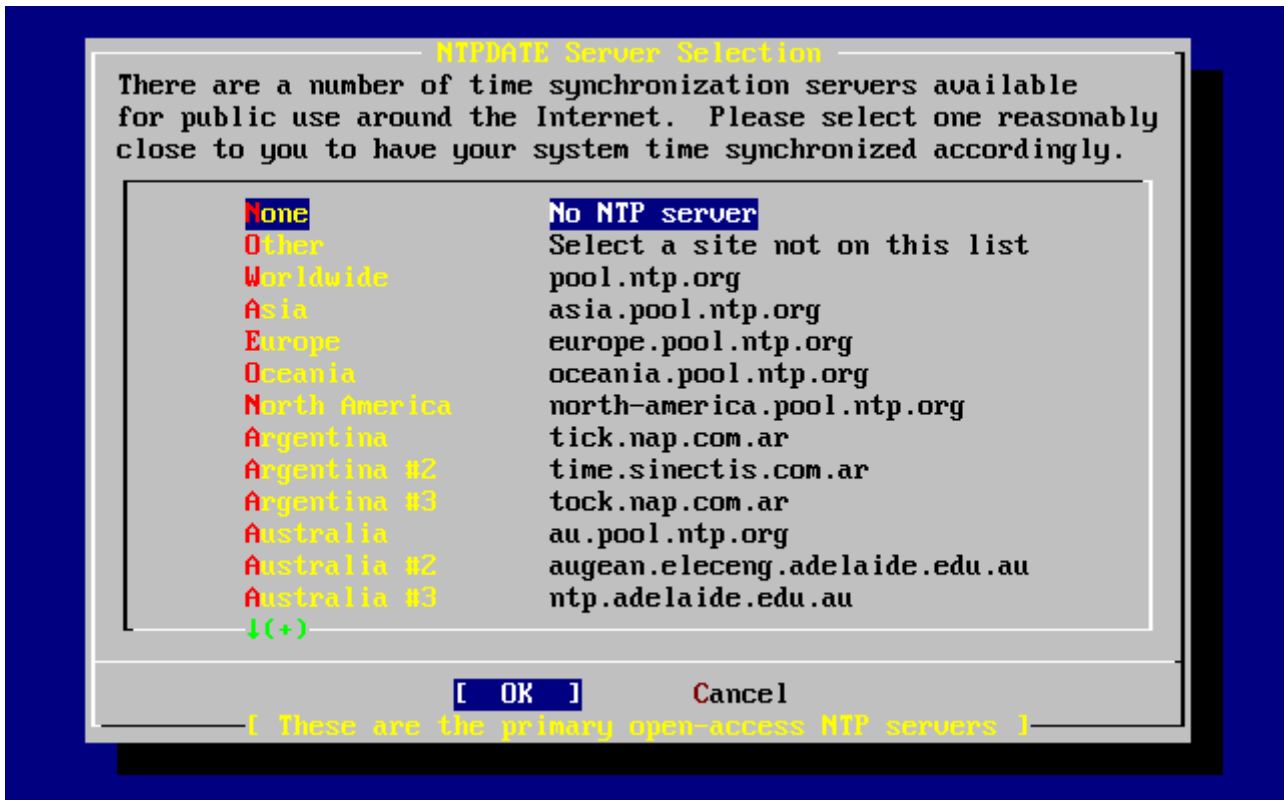 NTPDATE Server Selection
There are a number of time synchronization servers available
for public use around the Internet.  Please select one reasonably
close to you to have your system time synchronized accordingly.
None No NTP server
Other Select a site not on this list
Worldwide pool.ntp.org
Asia asia.pool.ntp.org
Europe europe.pool.ntp.org
Oceania oceania.pool.ntp.org
North America north-america.pool.ntp.org
Argentina tick.nap.com.ar
Argentina #2 time.sinectis.com.ar
Argentina #3 tock.nap.com.ar
Australia au.pool.ntp.org
Australia #2 augean.eleceng.adelaide.edu.au
Australia #3 ntp.adelaide.edu.au
↓(+)
[  OK  ] Cancel
[ These are the primary open-access NTP servers ]